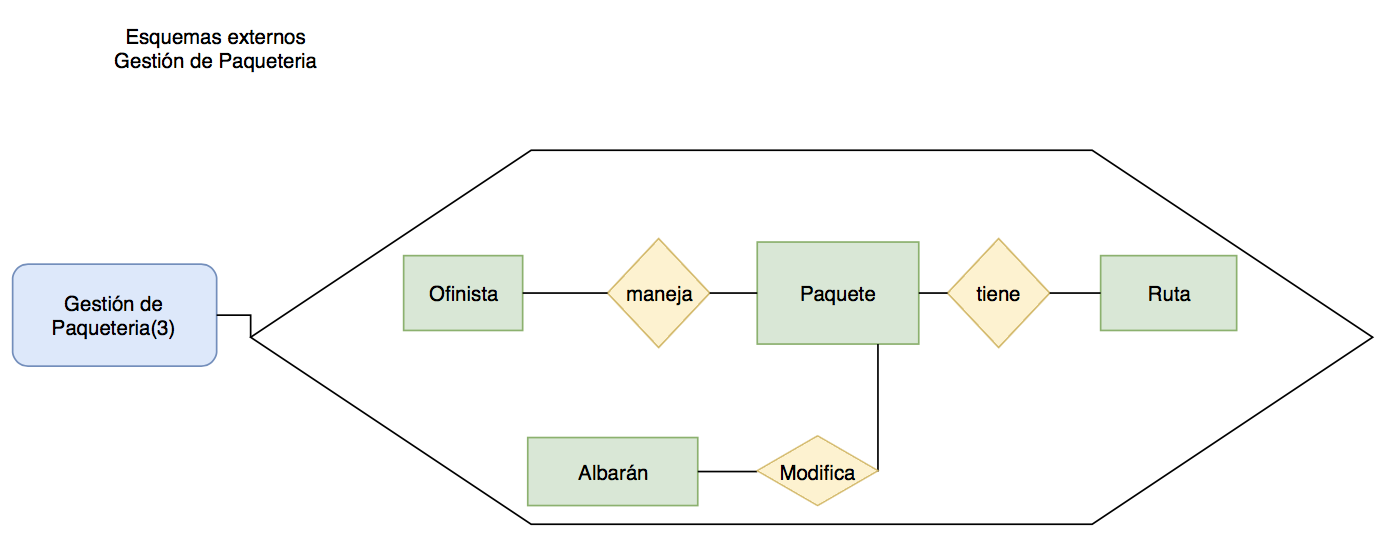 Esquemas externos
Gestión de Paqueteria
Gestión de
Paqueteria(3)
Ofinista
maneja
Paquete
tiene
Ruta
Albarán
Modifica